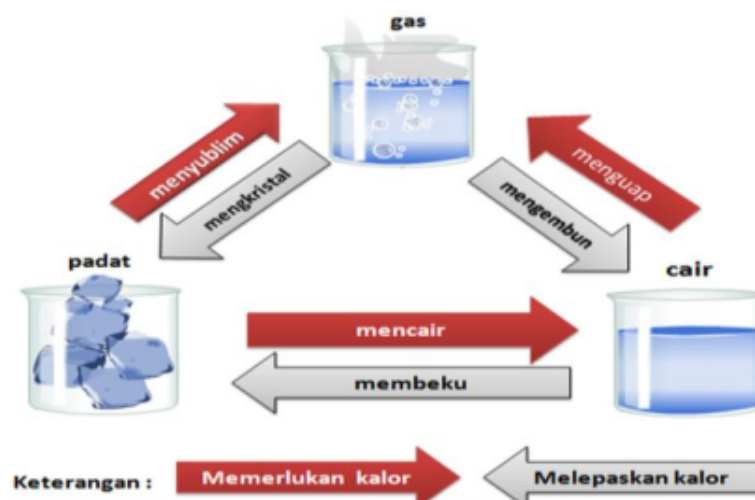 gas
menyublim
mengkristal
menguap
mengembun
padat
cair
mencair
membeku
Keterangan :
Memerlukan kalor
Melepaskan kalor